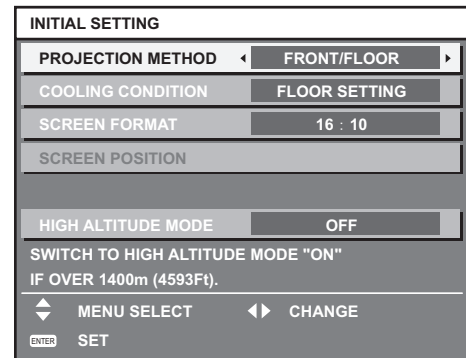 INITIAL SETTING
PROJECTION METHOD FRONT/FLOOR
COOLING CONDITION FLOOR SETTING
SCREEN FORMAT 16 : 10
SCREEN POSITION
HIGH ALTITUDE MODE OFF
SWITCH TO HIGH ALTITUDE MODE "ON"
IF OVER 1400m (4593Ft).
MENU SELECT CHANGE
ENTER SET